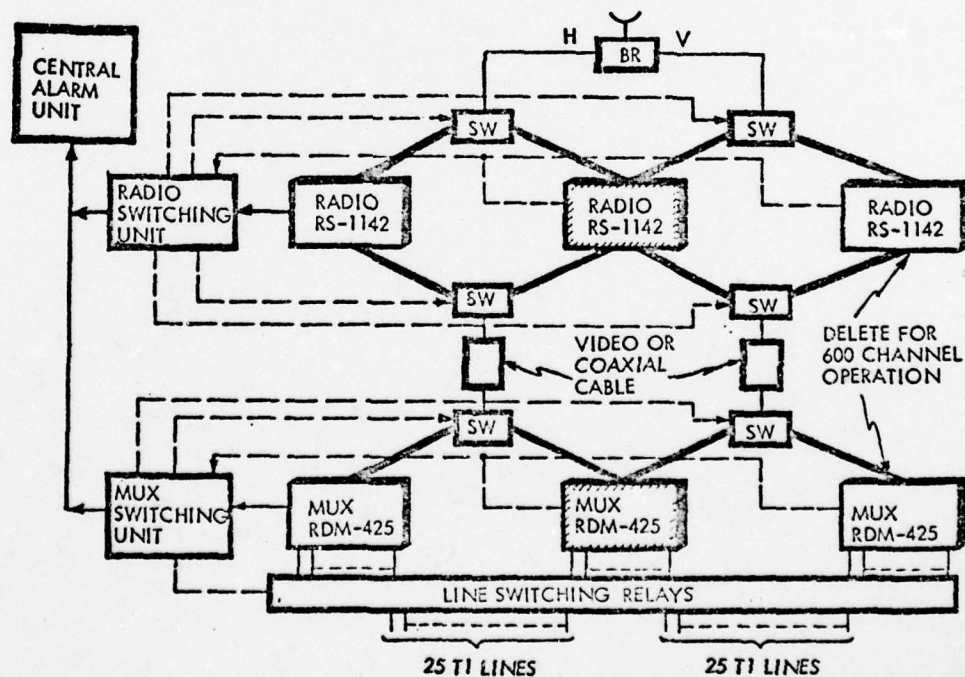 H
BR
V
CENTRAL
ALARM
UNIT
SW
SW
RADIO
SWITCHING
UNIT
RADIO
RS-1142
RADIO
RS-1142
RADIO
RS-1142
SW
SW
VIDEO OR
COAXIAL
CABLE
DELETE FOR
600 CHANNEL
OPERATION
SW
SW
MUX
SWITCHING
UNIT
MUX
RDM-425
MUX
RDM-425
MUX
RDM-425
LINE SWITCHING RELAYS
25 T1 LINES
25 T1 LINES